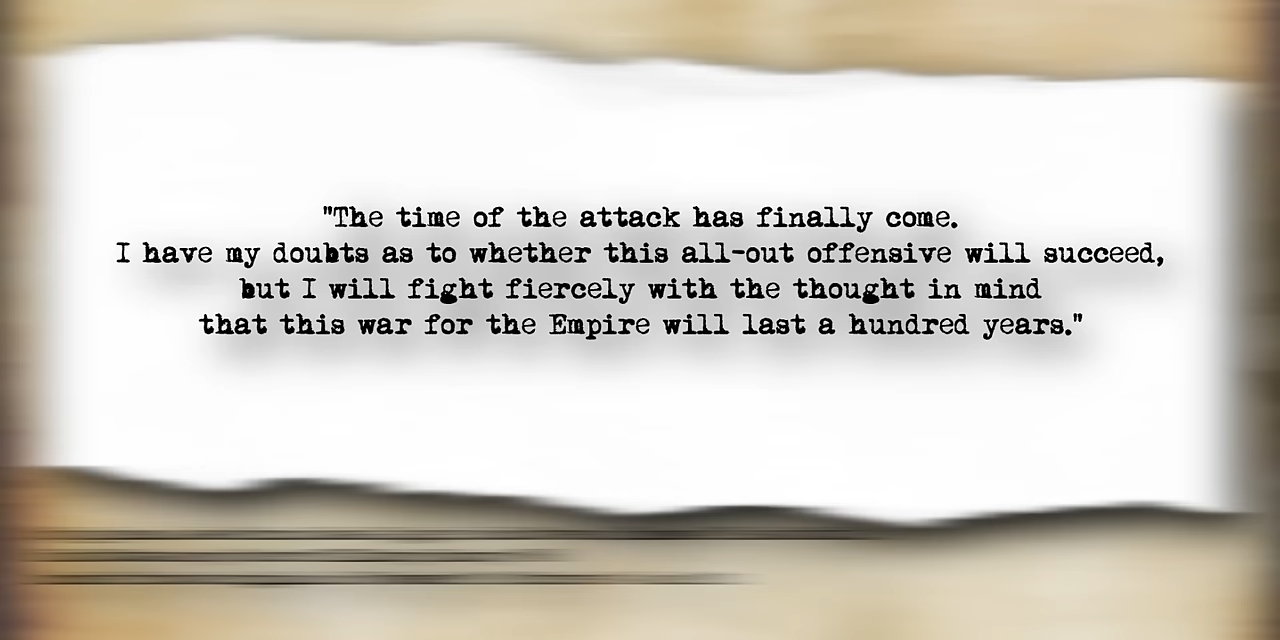 "The time of the attack has finally come.
I have my doubts as to whether this all-out offensive will succeed,
but I will fight fiercely with the thought in mind
that this war for the Empire will last a hundred years."